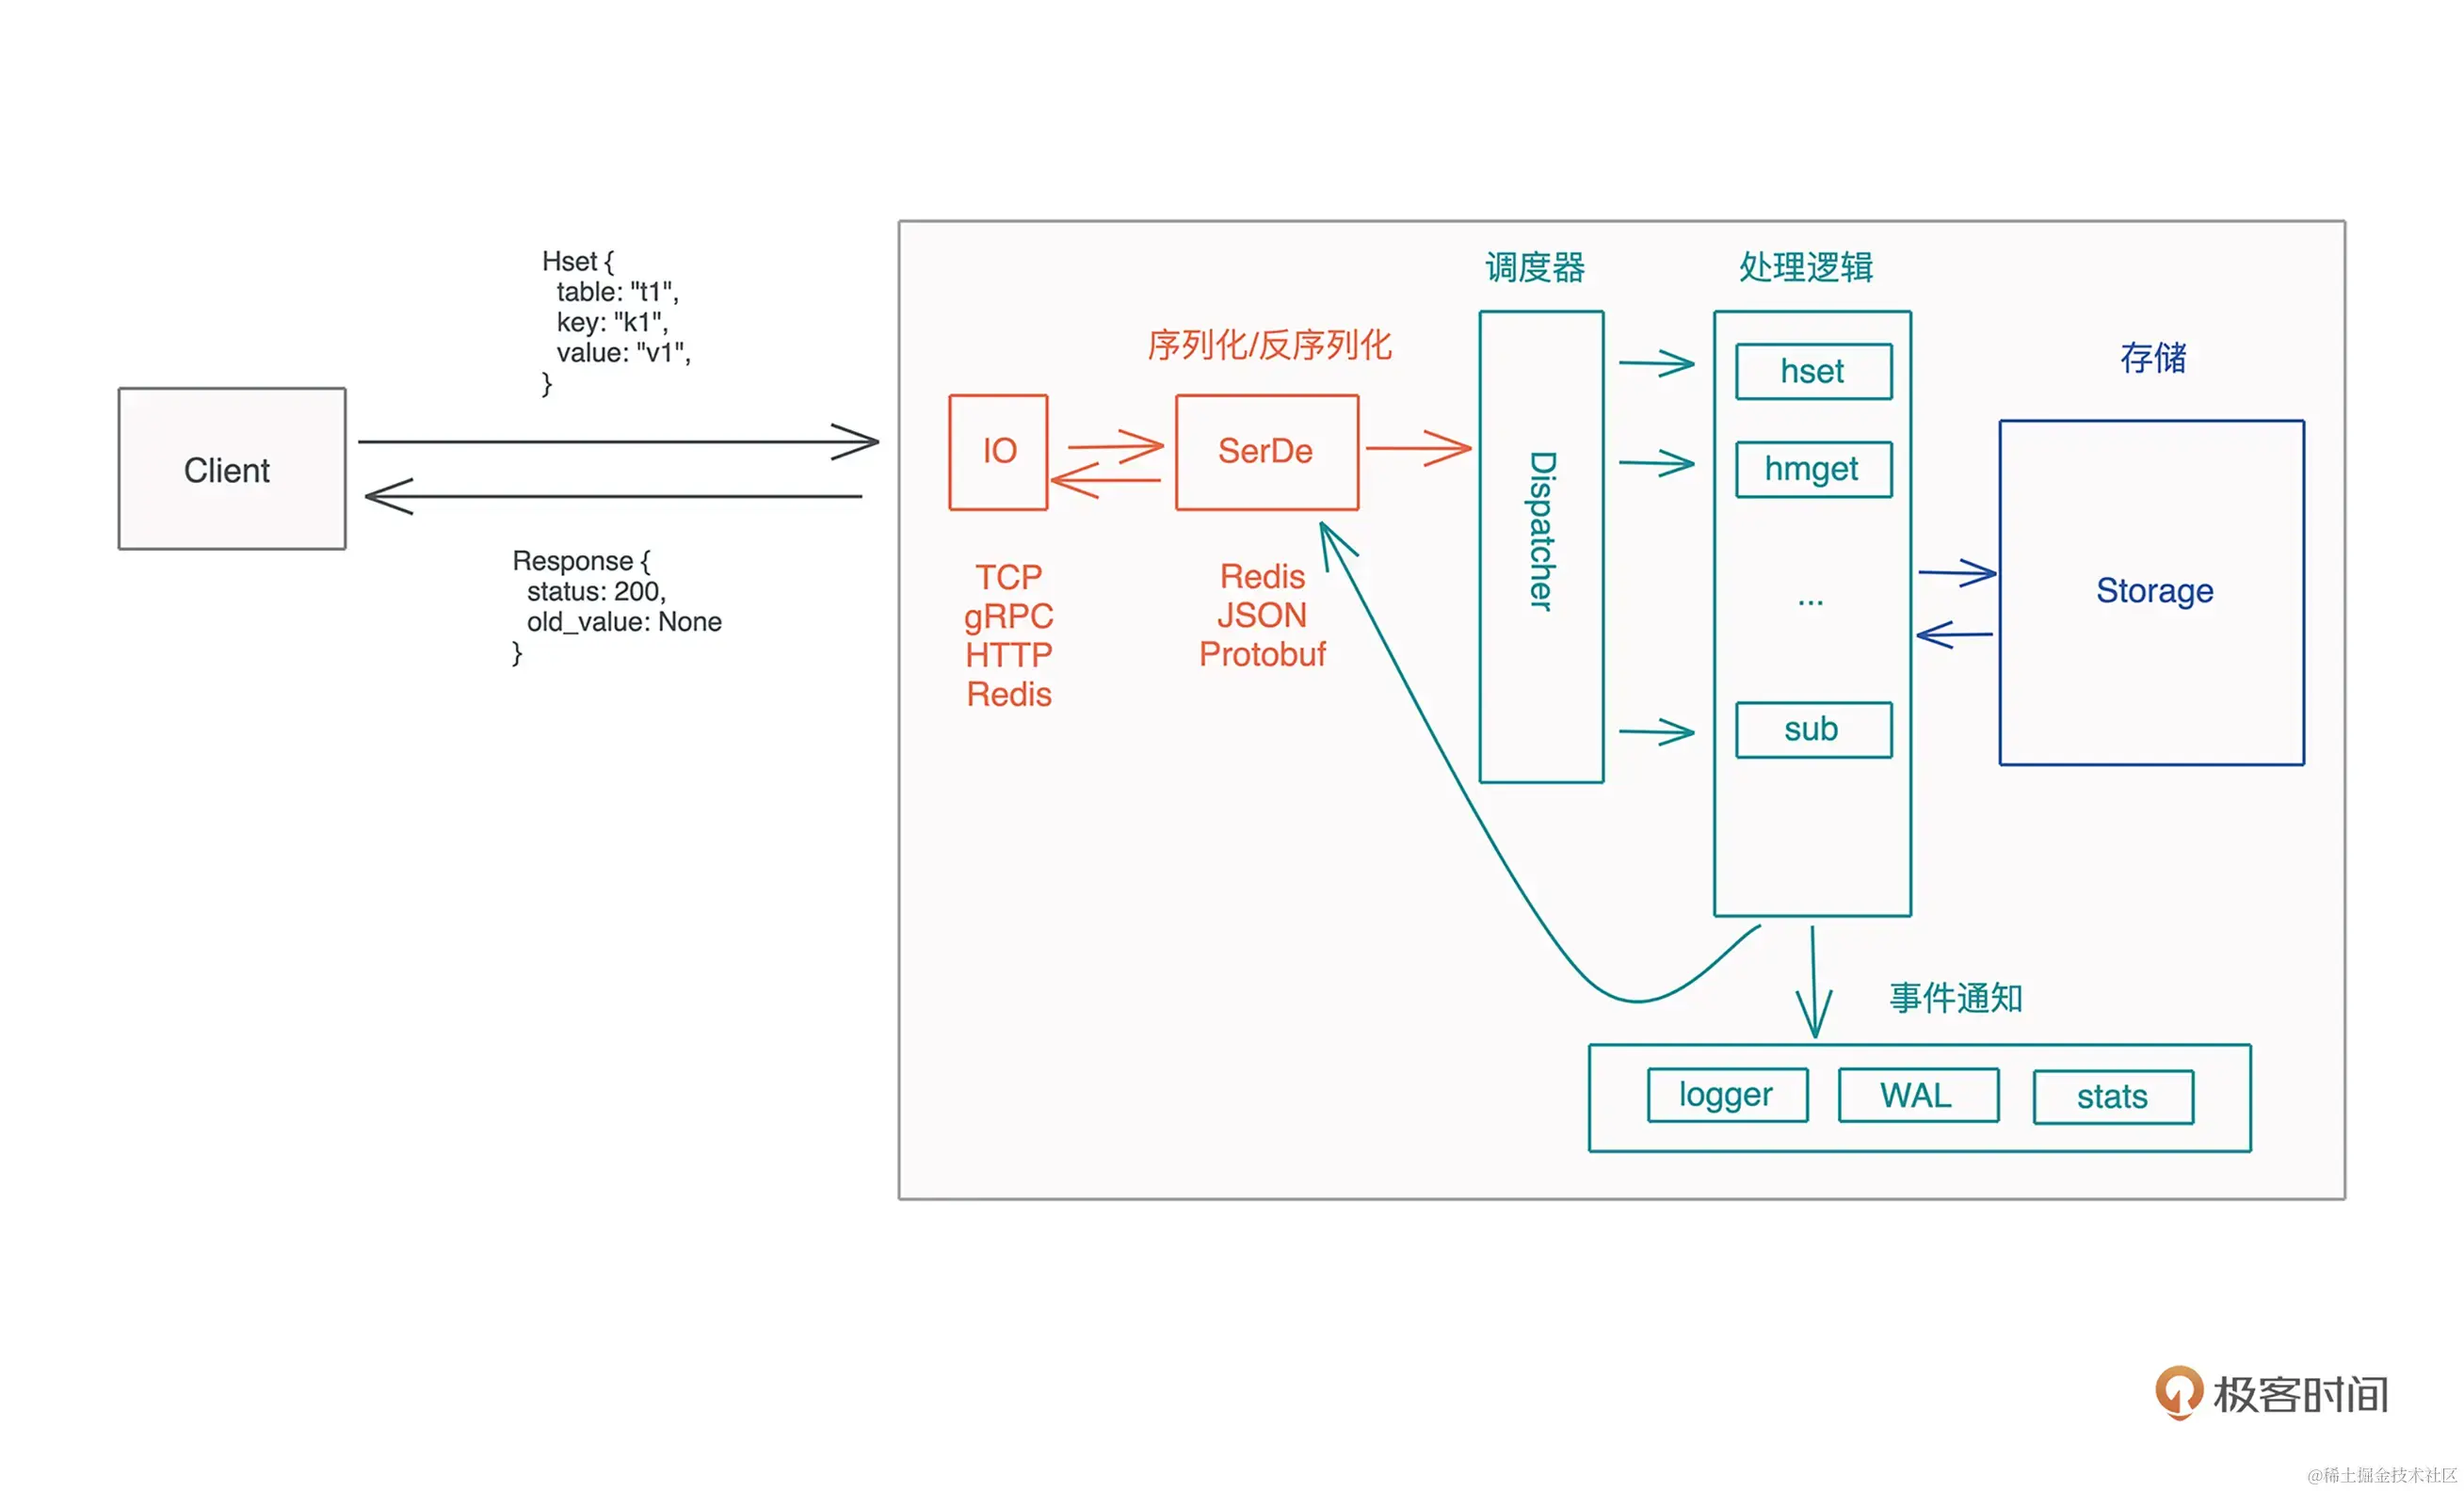 Hset {
table: "t1",
key: "k1",
value: "v1",
}
Client
Response {
status: 200,
old_value: None
}
序列化/反序列化
IO
SerDe
TCP
gRPC
HTTP
Redis
Redis
JSON
Protobuf
调度器
Dispatcher
处理逻辑
hset
hmget
...
sub
存储
Storage
事件通知
logger
WAL
stats
极客时间
@稀土掘金技术社区